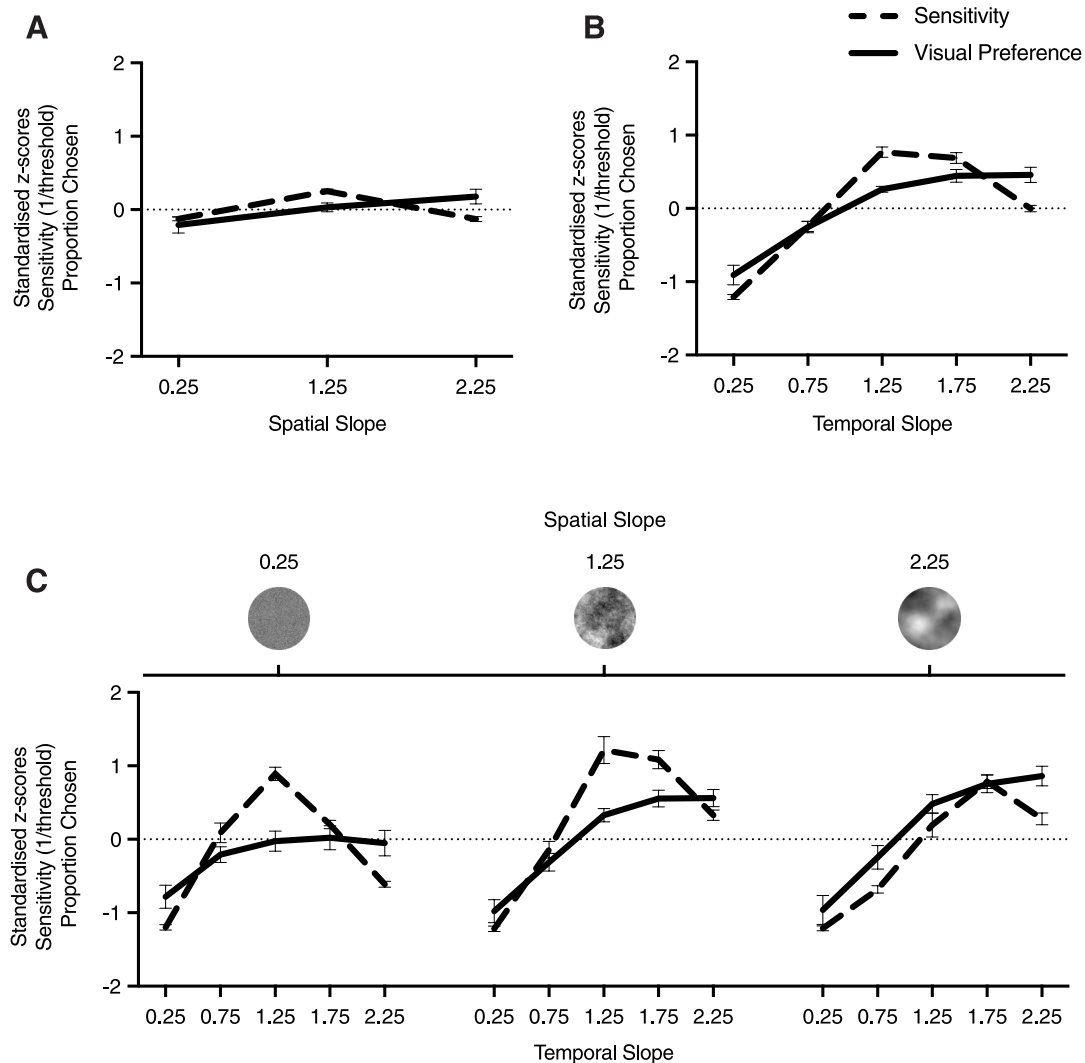 Sensitivity
Visual Preference
A
Standardised z-scores
Sensitivity (1/threshold)
Proportion Chosen
2
1
0
-1
-2
0.25 1.25 2.25
Spatial Slope
B
Standardised z-scores
Sensitivity (1/threshold)
Proportion Chosen
2
1
0
-1
-2
0.25 0.75 1.25 1.75 2.25
Temporal Slope
C
Spatial Slope
0.25 1.25 2.25
Standardised z-scores
Sensitivity (1/threshold)
Proportion Chosen
2
1
0
-1
-2
0.25 0.75 1.25 1.75 2.25 0.25 0.75 1.25 1.75 2.25 0.25 0.75 1.25 1.75 2.25
Temporal Slope